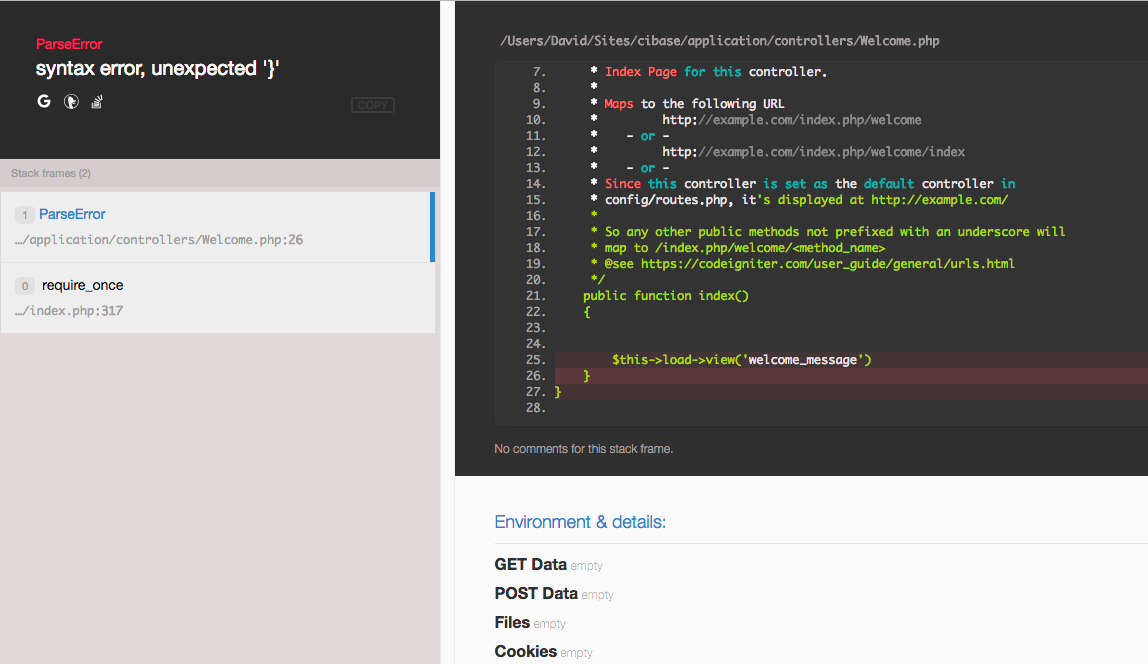 ParseError
syntax error, unexpected '}'
COPY
Stack frames (2)
1 ParseError
…/application/controllers/Welcome.php:26
0 require_once
…/index.php:317
/Users/David/Sites/cibase/application/controllers/Welcome.php
7. * Index Page for this controller.
8. *
9. * Maps to the following URL
10. * http://example.com/index.php/welcome
11. * - or -
12. * http://example.com/index.php/welcome/index
13. * - or -
14. * Since this controller is set as the default controller in
15. * config/routes.php, it's displayed at http://example.com/
16. *
17. * So any other public methods not prefixed with an underscore will
18. * map to /index.php/welcome/<method_name>
19. * @see https://codeigniter.com/user_guide/general/urls.html
20. */
21. public function index()
22. {
23.
24.
25. $this->load->view('welcome_message')
26. }
27. }
28.
No comments for this stack frame.
Environment & details:
GET Data empty
POST Data empty
Files empty
Cookies empty